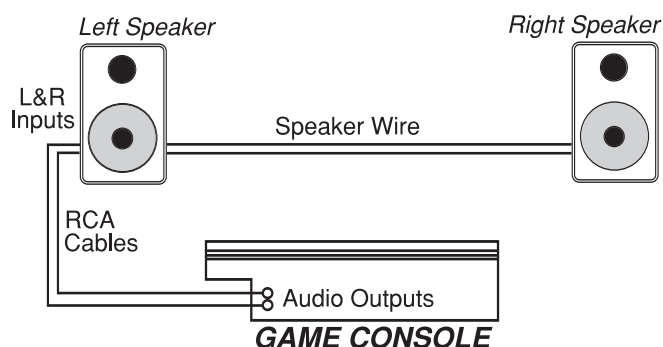 Left Speaker
Right Speaker
L&R
Inputs
Speaker Wire
RCA
Cables
Audio Outputs
GAME CONSOLE